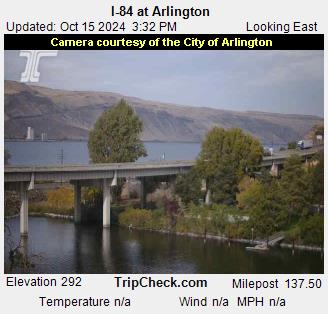 I-84 at Arlington
Updated: Oct 15 2024 3:32 PM Looking East
Camera courtesy of the City of Arlington
Elevation 292 TripCheck.com Milepost 137.50
Temperature n/a Wind n/a MPH n/a